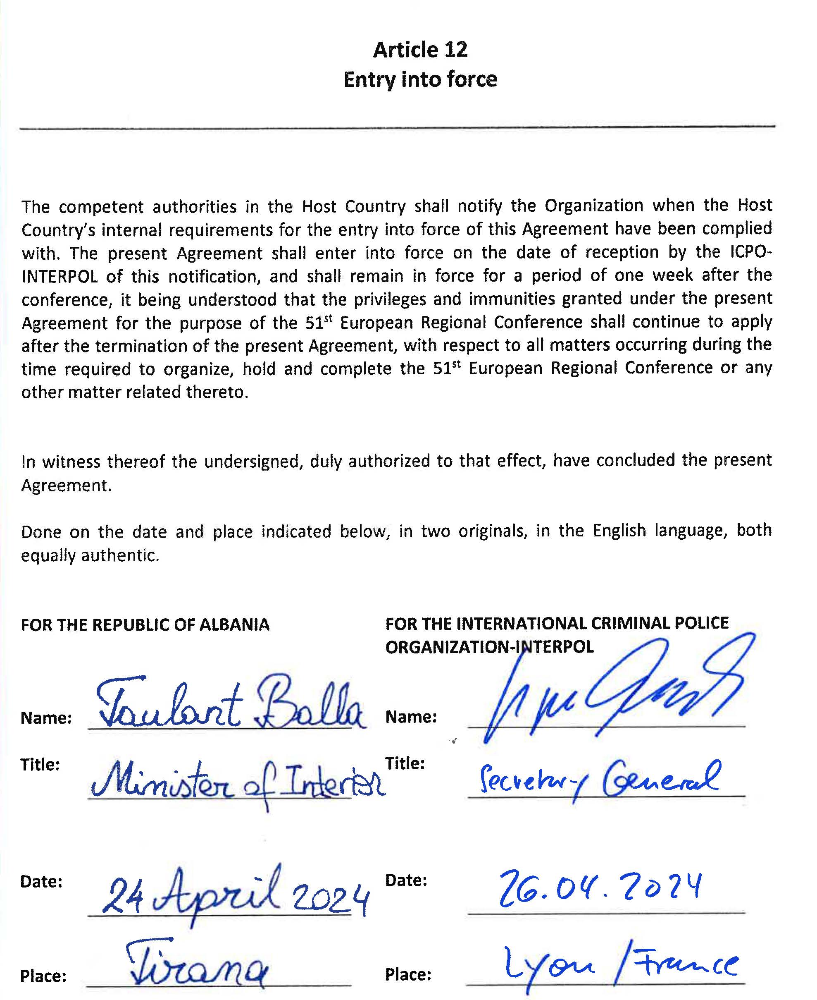 Article 12
Entry into force
The competent authorities in the Host Country shall notify the Organization when the Host
Country's internal requirements for the entry into force of this Agreement have been complied
with. The present Agreement shall enter into force on the date of reception by the ICPO-
INTERPOL of this notification, and shall remain in force for a period of one week after the
conference, it being understood that the privileges and immunities granted under the present
Agreement for the purpose of the 51st European Regional Conference shall continue to apply
after the termination of the present Agreement, with respect to all matters occurring during the
time required to organize, hold and complete the 51st European Regional Conference or any
other matter related thereto.
In witness thereof the undersigned, duly authorized to that effect, have concluded the present
Agreement.
Done on the date and place indicated below, in two originals, in the English language, both
equally authentic.
FOR THE REPUBLIC OF ALBANIA
Name: Taulant Balla
Title: Minister of Interior
Date: 24 April 2024
Place: Tirana
FOR THE INTERNATIONAL CRIMINAL POLICE
ORGANIZATION-INTERPOL
Name:
Title: Secretary General
Date: 26.04.2024
Place: Lyon / France